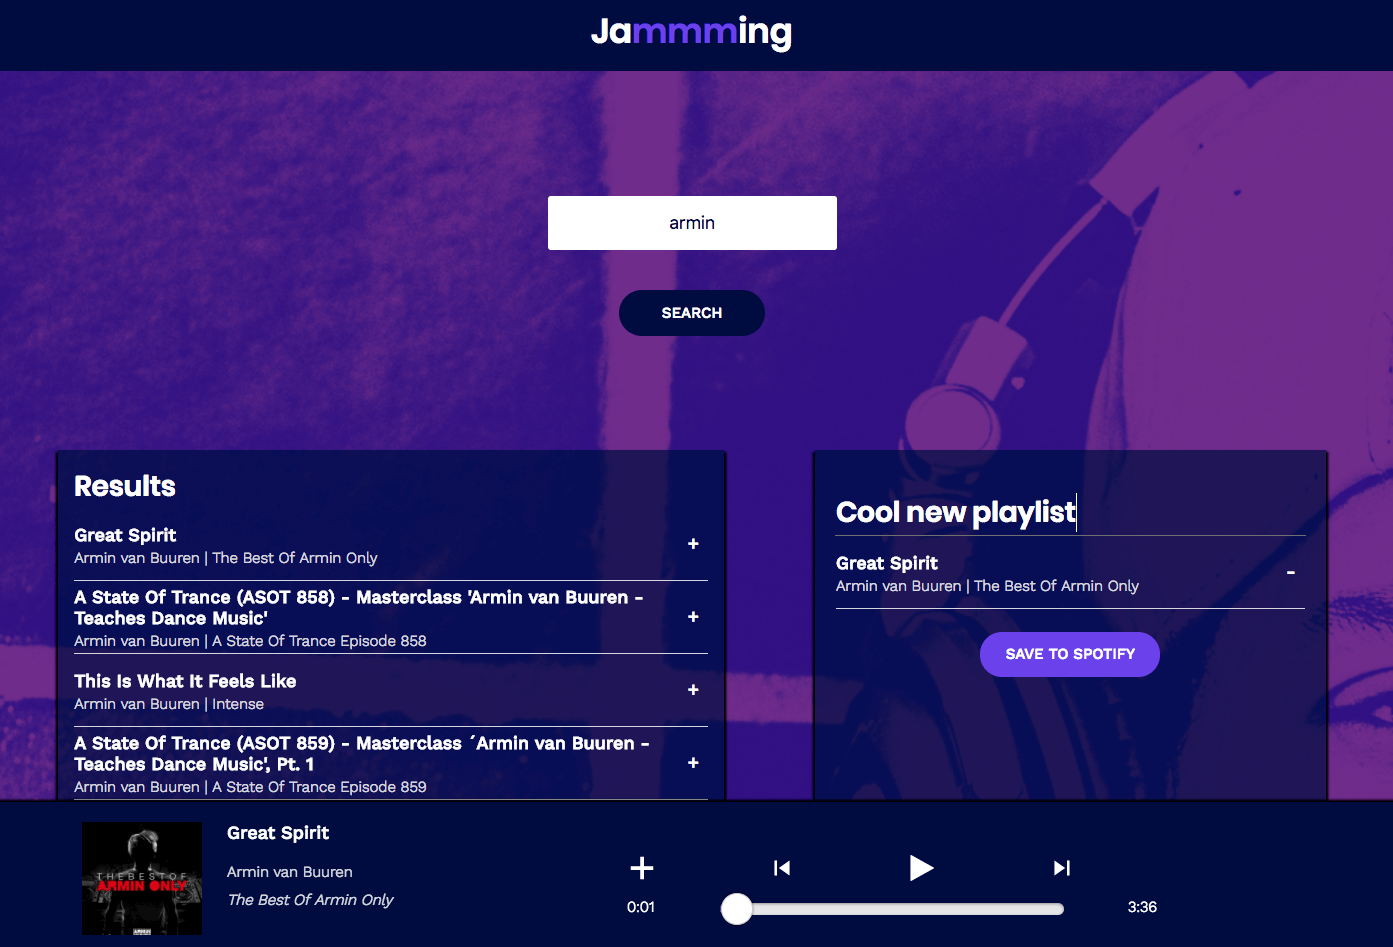 Jammming
armin
SEARCH
Results
Great Spirit
Armin van Buuren | The Best Of Armin Only
+
A State Of Trance (ASOT 858) - Masterclass 'Armin van Buuren -
Teaches Dance Music'
Armin van Buuren | A State Of Trance Episode 858
+
This Is What It Feels Like
Armin van Buuren | Intense
+
A State Of Trance (ASOT 859) - Masterclass ´Armin van Buuren -
Teaches Dance Music', Pt. 1
Armin van Buuren | A State Of Trance Episode 859
+
Cool new playlist
Great Spirit
Armin van Buuren | The Best Of Armin Only
-
SAVE TO SPOTIFY
THE BEST OF
ARMIN ONLY
Great Spirit
Armin van Buuren
The Best Of Armin Only
0:01
3:36